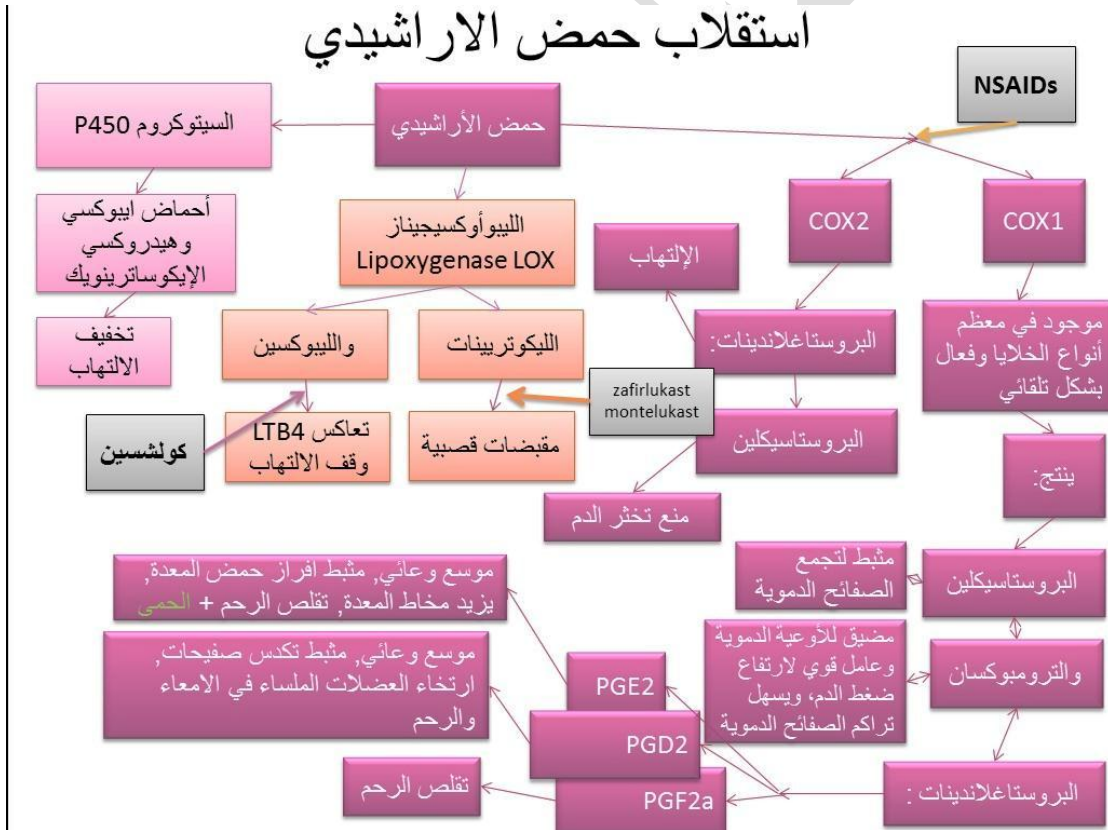 استقلاب حمض الاراشيدي
NSAIDs
حمض الأراشيدي
السيتوكروم P450
COX2
COX1
أحماض ايبوكسي
وهيدروكسي
الإيكوساترينويك
الليبوأوكسيجيناز
Lipoxygenase LOX
الإلتهاب
موجود في معظم
أنواع الخلايا وفعال
بشكل تلقائي
البروستاغلاندينات:
الليكوتريينات
والليبوكسين
تخفيف
الالتهاب
zafirlukast
montelukast
البروستاسيكلين
مقبضات قصبية
تعاكس LTB4
وقف الالتهاب
كولشسين
ينتج:
منع تخثر الدم
البروستاسيكلين
مثبط لتجمع
الصفائح الدموية
موسع وعائي, مثبط افراز حمض المعدة,
يزيد مخاط المعدة, تقلص الرحم + الحمى
والترومبوكسان
مضيق للأوعية الدموية
وعامل قوي لارتفاع
ضغط الدم، ويسهل
تراكم الصفائح الدموية
موسع وعائي, مثبط تكدس صفيحات,
ارتخاء العضلات الملساء في الامعاء
والرحم
PGE2
PGD2
PGF2a
تقلص الرحم
البروستاغلاندينات :